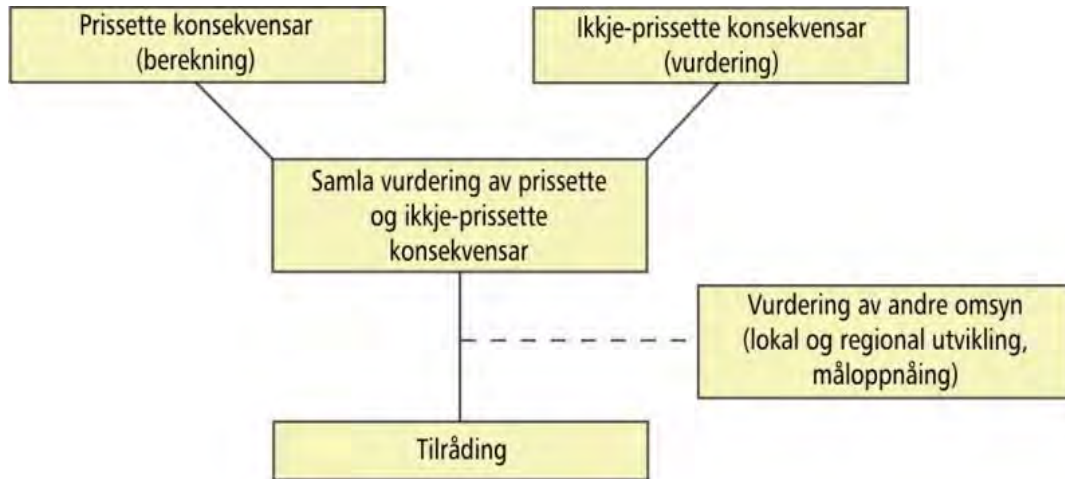 Prissette konsekvensar
(berekning)
Ikkje-prissette konsekvensar
(vurdering)
Samla vurdering av prissette
og ikkje-prissette
konsekvensar
Vurdering av andre omsyn
(lokal og regional utvikling,
måloppnåing)
Tilråding